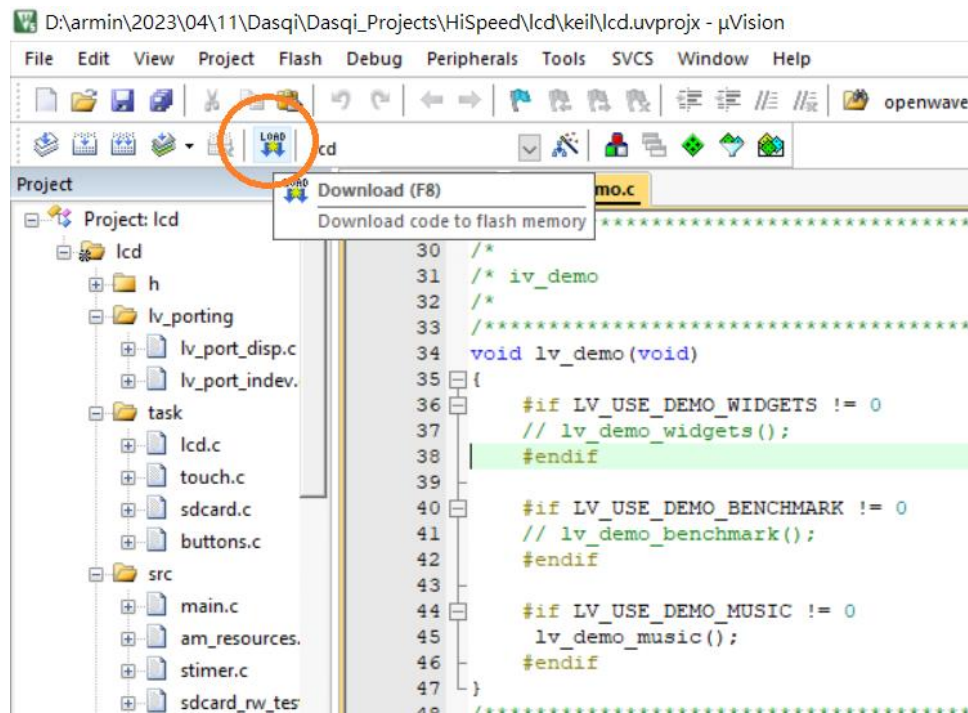 D:\armin\2023\04\11\Dasqi\Dasqi_Projects\HiSpeed\lcd\keil\lcd.uvprojx - µVision
File Edit View Project Flash Debug Peripherals Tools SVCS Window Help
openwave
LOAD
cd
Project
mo.c
LOAD Download (F8)
Download code to flash memory
Project: lcd
lcd
h
lv_porting
lv_port_disp.c
lv_port_indev.
task
lcd.c
touch.c
sdcard.c
buttons.c
src
main.c
am_resources.
stimer.c
sdcard_rw_tes
************************************
30 /*
31 /* iv_demo
32 /*
33 /**************************************
34 void lv_demo(void)
35 {
36 #if LV_USE_DEMO_WIDGETS != 0
37 // lv_demo_widgets();
38 #endif
39
40 #if LV_USE_DEMO_BENCHMARK != 0
41 // lv_demo_benchmark();
42 #endif
43
44 #if LV_USE_DEMO_MUSIC != 0
45 lv_demo_music();
46 #endif
47 }
48 /**************************************